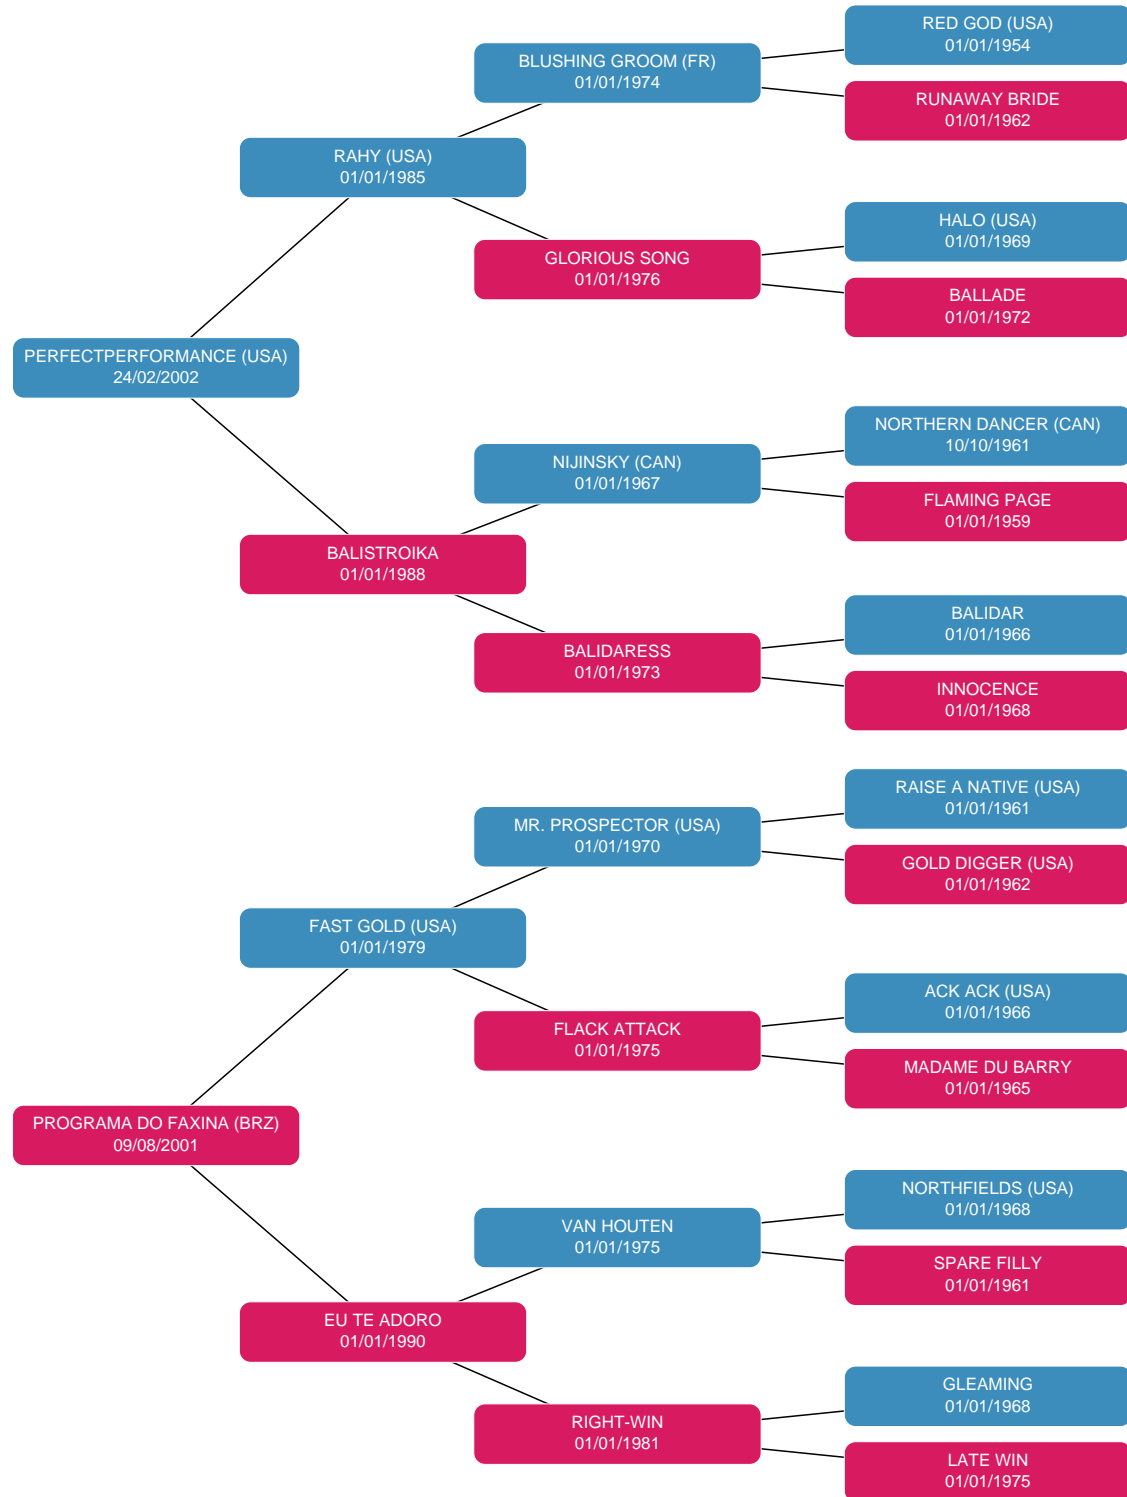 RED GOD (USA)
01/01/1954
BLUSHING GROOM (FR)
01/01/1974
RUNAWAY BRIDE
01/01/1962
RAHY (USA)
01/01/1985
HALO (USA)
01/01/1969
GLORIOUS SONG
01/01/1976
BALLADE
01/01/1972
PERFECTPERFORMANCE (USA)
24/02/2002
NORTHERN DANCER (CAN)
10/10/1961
NIJINSKY (CAN)
01/01/1967
FLAMING PAGE
01/01/1959
BALISTROIKA
01/01/1988
BALIDAR
01/01/1966
BALIDARESS
01/01/1973
INNOCENCE
01/01/1968
RAISE A NATIVE (USA)
01/01/1961
MR. PROSPECTOR (USA)
01/01/1970
GOLD DIGGER (USA)
01/01/1962
FAST GOLD (USA)
01/01/1979
ACK ACK (USA)
01/01/1966
FLACK ATTACK
01/01/1975
MADAME DU BARRY
01/01/1965
PROGRAMA DO FAXINA (BRZ)
09/08/2001
NORTHFIELDS (USA)
01/01/1968
VAN HOUTEN
01/01/1975
SPARE FILLY
01/01/1961
EU TE ADORO
01/01/1990
GLEAMING
01/01/1968
RIGHT-WIN
01/01/1981
LATE WIN
01/01/1975